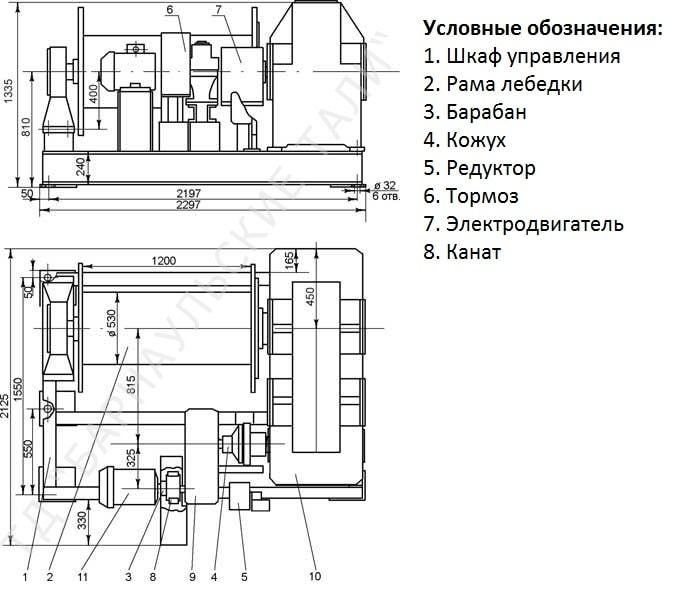 6
7
1335
810
400
240
50
2197
2297
ø 32
6 отв.
Условные обозначения:
1. Шкаф управления
2. Рама лебедки
3. Барабан
4. Кожух
5. Редуктор
6. Тормоз
7. Электродвигатель
8. Канат
1200
165
50
450
ø 530
815
2125
1550
550
325
330
1 2 11 3 8 9 4 5 10
ТД "БАРНАУЛЬСКИЕ ТАЛИ"